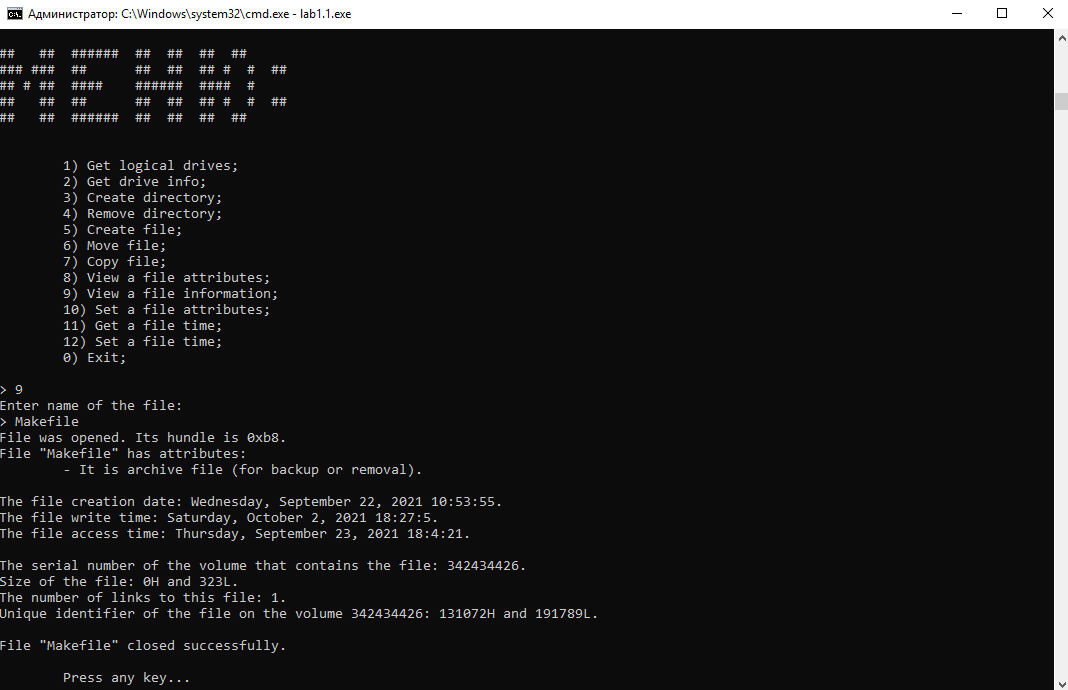 Администратор: C:\Windows\system32\cmd.exe - lab1.1.exe
##   ##  ######  ##  ##  ##  ##
### ###  ##      ##  ##  ## #  #  ##
## # ##  ####    ######  ####  #
##   ##  ##      ##  ##  ## #  #  ##
##   ##  ######  ##  ##  ##  ##
1) Get logical drives;
2) Get drive info;
3) Create directory;
4) Remove directory;
5) Create file;
6) Move file;
7) Copy file;
8) View a file attributes;
9) View a file information;
10) Set a file attributes;
11) Get a file time;
12) Set a file time;
0) Exit;
> 9
Enter name of the file:
> Makefile
File was opened. Its hundle is 0xb8.
File "Makefile" has attributes:
- It is archive file (for backup or removal).
The file creation date: Wednesday, September 22, 2021 10:53:55.
The file write time: Saturday, October 2, 2021 18:27:5.
The file access time: Thursday, September 23, 2021 18:4:21.
The serial number of the volume that contains the file: 342434426.
Size of the file: 0H and 323L.
The number of links to this file: 1.
Unique identifier of the file on the volume 342434426: 131072H and 191789L.
File "Makefile" closed successfully.
Press any key...